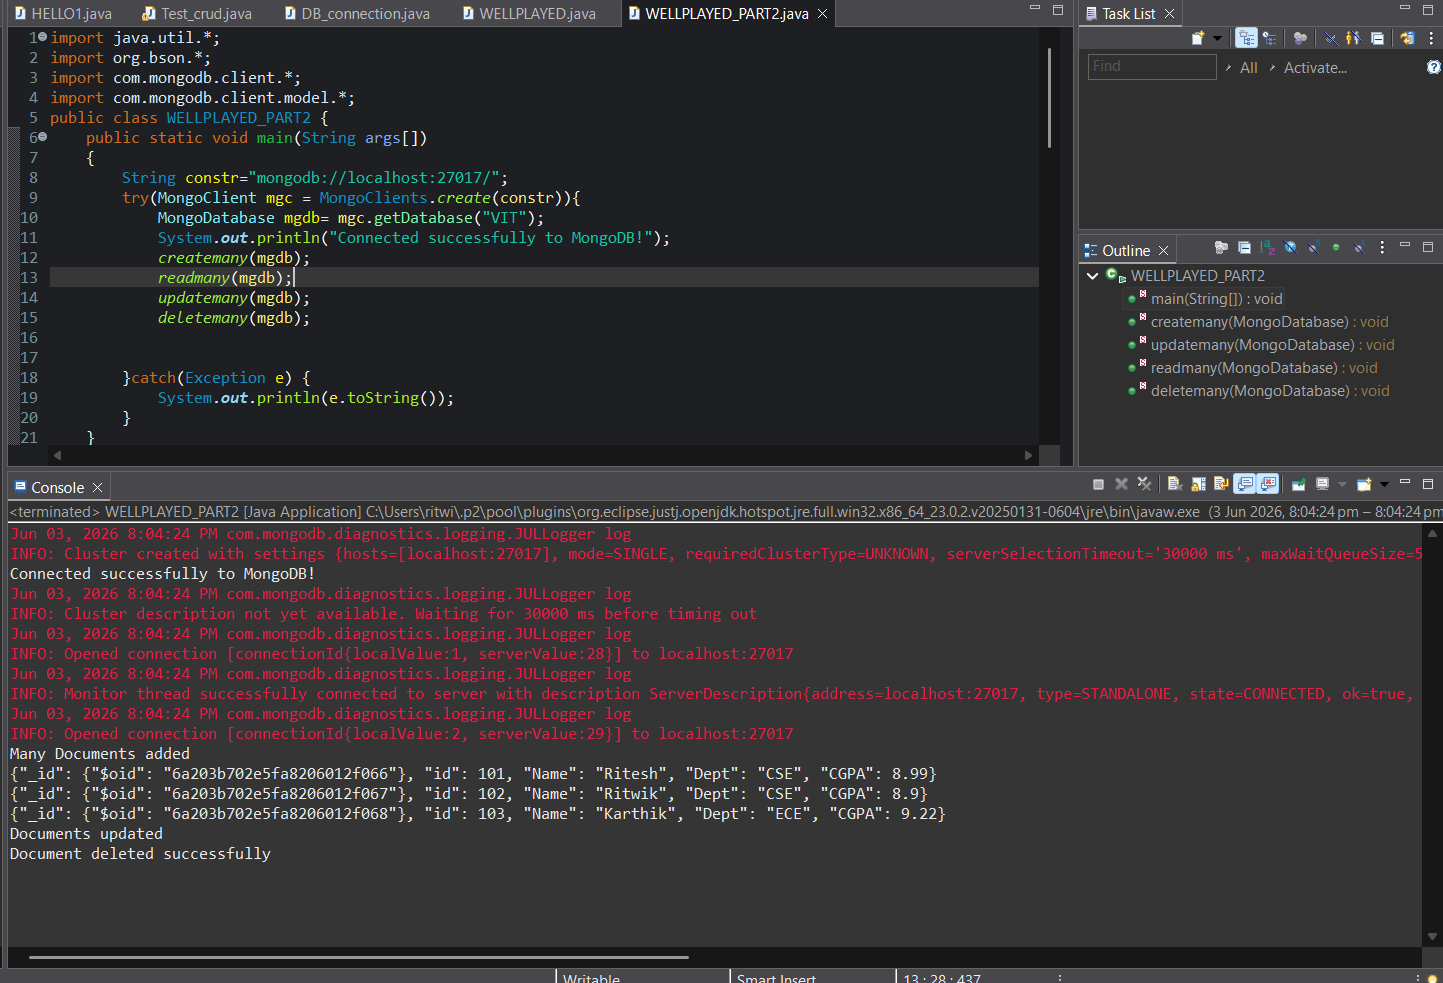 HELLO1.java Test_crud.java DB_connection.java WELLPLAYED.java WELLPLAYED_PART2.java
1 import java.util.*;
2 import org.bson.*;
3 import com.mongodb.client.*;
4 import com.mongodb.client.model.*;
5 public class WELLPLAYED_PART2 {
6 public static void main(String args[])
7 {
8 String constr="mongodb://localhost:27017/";
9 try(MongoClient mgc = MongoClients.create(constr)){
10 MongoDatabase mgdb= mgc.getDatabase("VIT");
11 System.out.println("Connected successfully to MongoDB!");
12 createmany(mgdb);
13 readmany(mgdb);
14 updatemany(mgdb);
15 deletemany(mgdb);
16
17
18 }catch(Exception e) {
19 System.out.println(e.toString());
20 }
21 }
Task List
Find All Activate...
Outline
WELLPLAYED_PART2
main(String[]) : void
createmany(MongoDatabase) : void
updatemany(MongoDatabase) : void
readmany(MongoDatabase) : void
deletemany(MongoDatabase) : void
Console
<terminated> WELLPLAYED_PART2 [Java Application] C:\Users\ritwi\.p2\pool\plugins\org.eclipse.justj.openjdk.hotspot.jre.full.win32.x86_64_23.0.2.v20250131-0604\jre\bin\javaw.exe (3 Jun 2026, 8:04:24 pm – 8:04:24 pm
Jun 03, 2026 8:04:24 PM com.mongodb.diagnostics.logging.JULLogger log
INFO: Cluster created with settings {hosts=[localhost:27017], mode=SINGLE, requiredClusterType=UNKNOWN, serverSelectionTimeout='30000 ms', maxWaitQueueSize=5
Connected successfully to MongoDB!
Jun 03, 2026 8:04:24 PM com.mongodb.diagnostics.logging.JULLogger log
INFO: Cluster description not yet available. Waiting for 30000 ms before timing out
Jun 03, 2026 8:04:24 PM com.mongodb.diagnostics.logging.JULLogger log
INFO: Opened connection [connectionId{localValue:1, serverValue:28}] to localhost:27017
Jun 03, 2026 8:04:24 PM com.mongodb.diagnostics.logging.JULLogger log
INFO: Monitor thread successfully connected to server with description ServerDescription{address=localhost:27017, type=STANDALONE, state=CONNECTED, ok=true,
Jun 03, 2026 8:04:24 PM com.mongodb.diagnostics.logging.JULLogger log
INFO: Opened connection [connectionId{localValue:2, serverValue:29}] to localhost:27017
Many Documents added
{"_id": {"$oid": "6a203b702e5fa8206012f066"}, "id": 101, "Name": "Ritesh", "Dept": "CSE", "CGPA": 8.99}
{"_id": {"$oid": "6a203b702e5fa8206012f067"}, "id": 102, "Name": "Ritwik", "Dept": "CSE", "CGPA": 8.9}
{"_id": {"$oid": "6a203b702e5fa8206012f068"}, "id": 103, "Name": "Karthik", "Dept": "ECE", "CGPA": 9.22}
Documents updated
Document deleted successfully
Writable Smart Insert 13 : 28 : 437